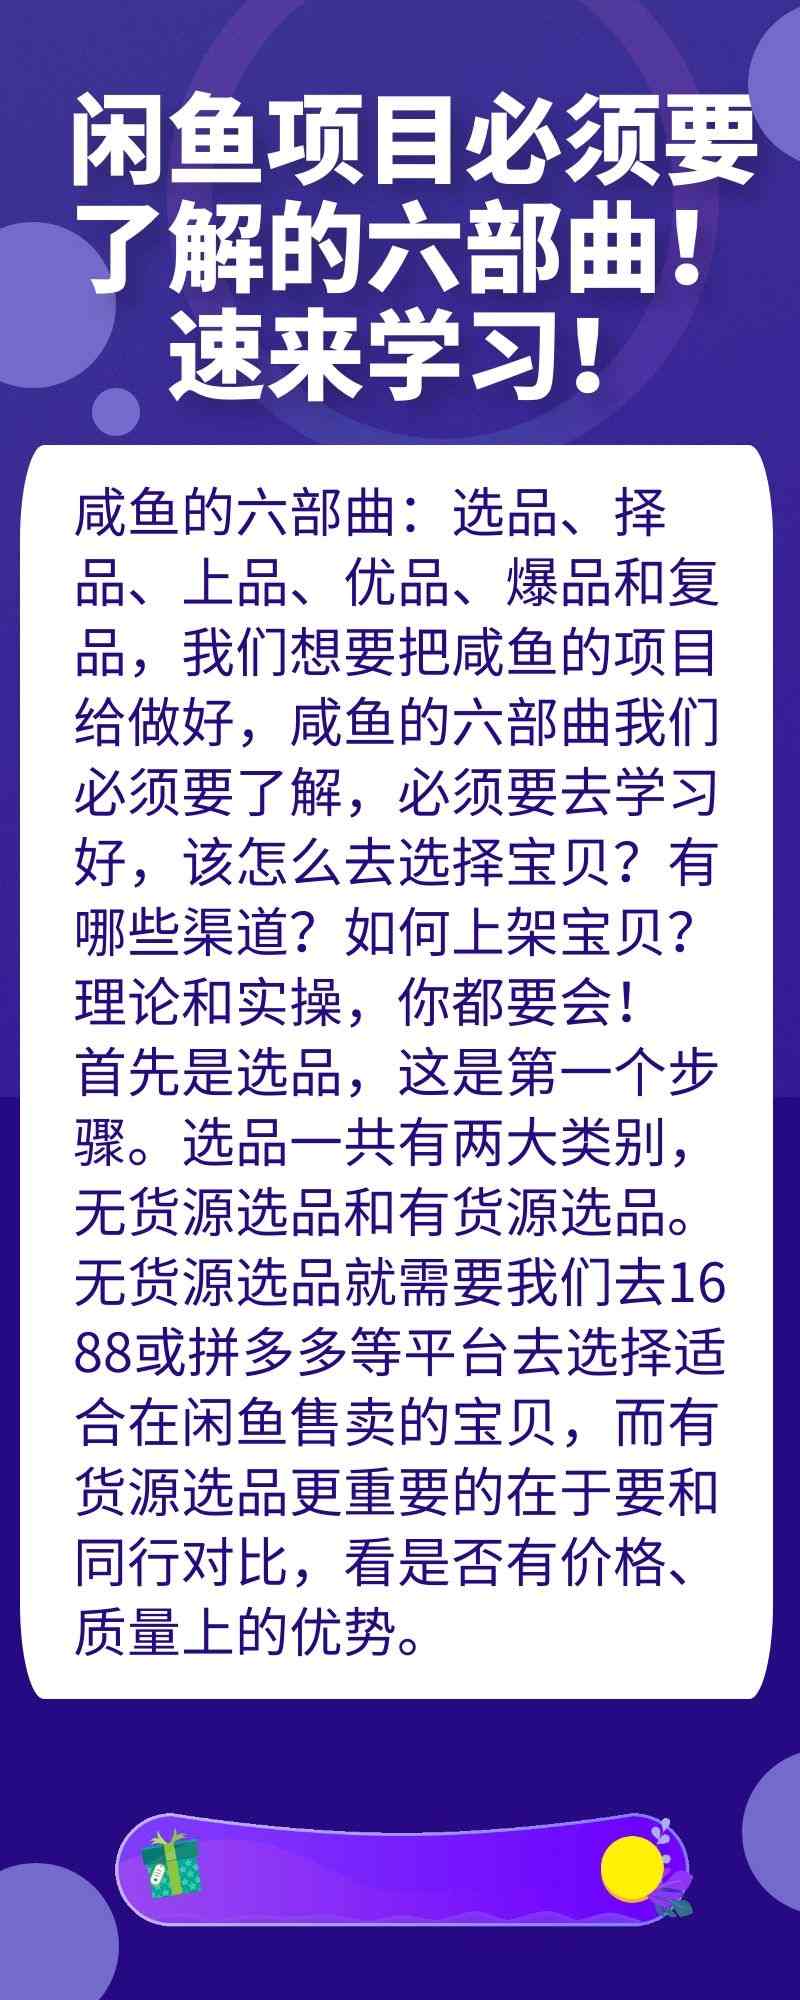 闲鱼项目必须要
了解的六部曲！
速来学习！
咸鱼的六部曲：选品、择
品、上品、优品、爆品和复
品，我们想要把咸鱼的项目
给做好，咸鱼的六部曲我们
必须要了解，必须要去学习
好，该怎么去选择宝贝？有
哪些渠道？如何上架宝贝？
理论和实操，你都要会！
首先是选品，这是第一个步
骤。选品一共有两大类别，
无货源选品和有货源选品。
无货源选品就需要我们去16
88或拼多多等平台去选择适
合在闲鱼售卖的宝贝，而有
货源选品更重要的在于要和
同行对比，看是否有价格、
质量上的优势。